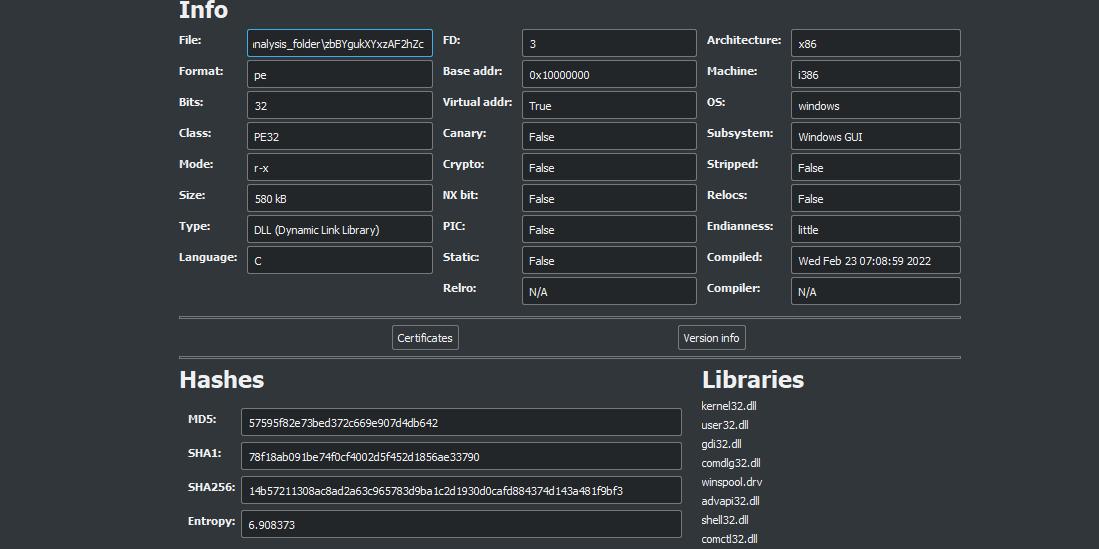 Info
File: ınalysis_folder\zbBYgukXYxzAF2hZc FD: 3 Architecture: x86
Format: pe Base addr: 0x10000000 Machine: i386
Bits: 32 Virtual addr: True OS: windows
Class: PE32 Canary: False Subsystem: Windows GUI
Mode: r-x Crypto: False Stripped: False
Size: 580 kB NX bit: False Relocs: False
Type: DLL (Dynamic Link Library) PIC: False Endianness: little
Language: C Static: False Compiled: Wed Feb 23 07:08:59 2022
Relro: N/A Compiler: N/A
Certificates Version info
Hashes
MD5: 57595f82e73bed372c669e907d4db642
SHA1: 78f18ab091be74f0cf4002d5f452d1856ae33790
SHA256: 14b57211308ac8ad2a63c965783d9ba1c2d1930d0cafd884374d143a481f9bf3
Entropy: 6.908373
Libraries
kernel32.dll
user32.dll
gdi32.dll
comdlg32.dll
winspool.drv
advapi32.dll
shell32.dll
comctl32.dll